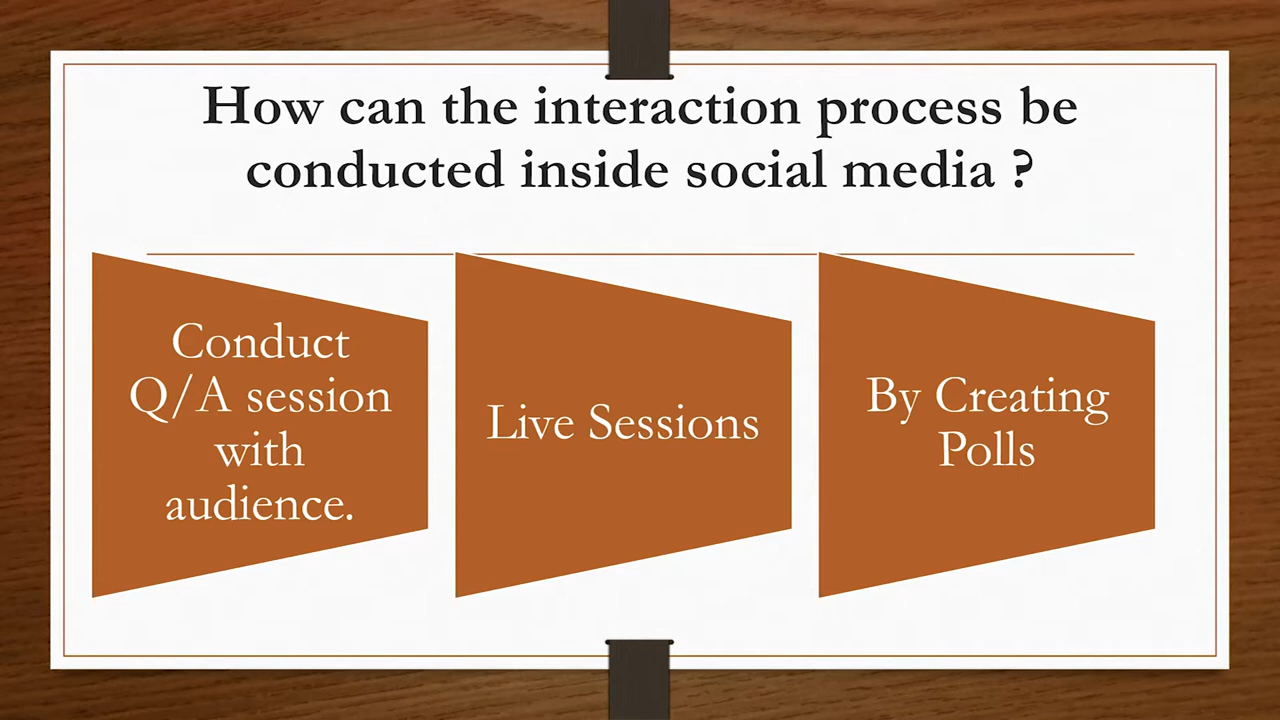 How can the interaction process be
conducted inside social media ?
Conduct
Q/A session
with
audience.
Live Sessions
By Creating
Polls